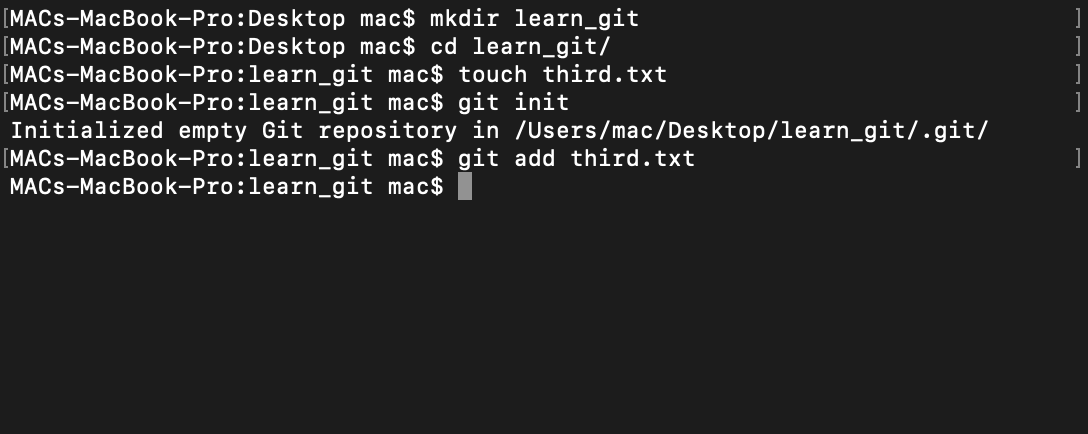 [MACs-MacBook-Pro:Desktop mac$ mkdir learn_git ]
[MACs-MacBook-Pro:Desktop mac$ cd learn_git/ ]
[MACs-MacBook-Pro:learn_git mac$ touch third.txt ]
[MACs-MacBook-Pro:learn_git mac$ git init ]
Initialized empty Git repository in /Users/mac/Desktop/learn_git/.git/
[MACs-MacBook-Pro:learn_git mac$ git add third.txt ]
MACs-MacBook-Pro:learn_git mac$